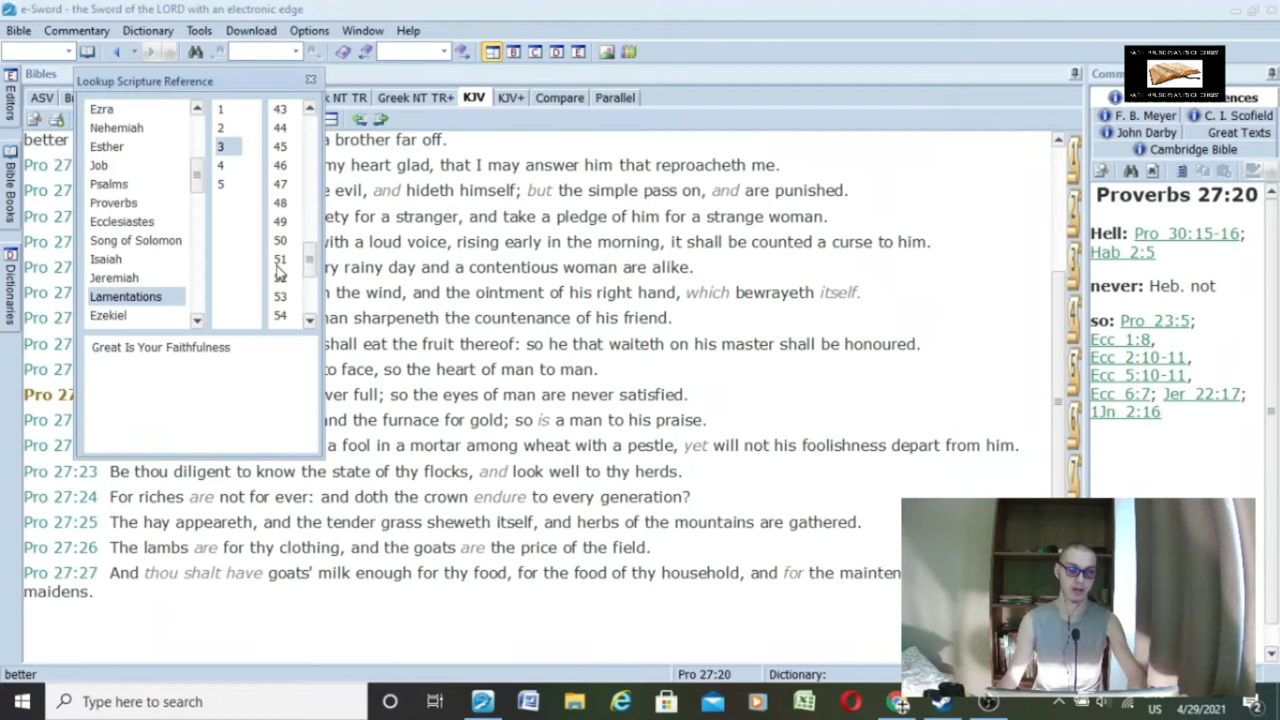 e-Sword - the Sword of the LORD with an electronic edge
Bible Commentary Dictionary Tools Download Options Window Help
Bibles
Lookup Scripture Reference
ASV
NT TR Greek NT TR+ KJV KJV+ Compare Parallel
Editors
Bible Books
Dictionaries
Ezra 1 43
Nehemiah 2 44
Esther 3 45
Job 4 46
Psalms 5 47
Proverbs 48
Ecclesiastes 49
Song of Solomon 50
Isaiah 51
Jeremiah
Lamentations 53
Ezekiel 54
Great Is Your Faithfulness
better a brother far off.
my heart glad, that I may answer him that reproacheth me.
evil, and hideth himself; but the simple pass on, and are punished.
for a stranger, and take a pledge of him for a strange woman.
with a loud voice, rising early in the morning, it shall be counted a curse to him.
rainy day and a contentious woman are alike.
the wind, and the ointment of his right hand, which bewrayeth itself.
sharpeneth the countenance of his friend.
shall eat the fruit thereof: so he that waiteth on his master shall be honoured.
to face, so the heart of man to man.
Pro 27 full; so the eyes of man are never satisfied.
and the furnace for gold; so is a man to his praise.
a fool in a mortar among wheat with a pestle, yet will not his foolishness depart from him.
Pro 27:23 Be thou diligent to know the state of thy flocks, and look well to thy herds.
Pro 27:24 For riches are not for ever: and doth the crown endure to every generation?
Pro 27:25 The hay appeareth, and the tender grass sheweth itself, and herbs of the mountains are gathered.
Pro 27:26 The lambs are for thy clothing, and the goats are the price of the field.
Pro 27:27 And thou shalt have goats' milk enough for thy food, for the food of thy household, and for the
maidens.
1
2
3
4
5
6
7
F. B. Meyer C. I. Scofield
John Darby Great Texts
Cambridge Bible
Proverbs 27:20
Hell: Pro 30:15-16;
Hab 2:5
never: Heb. not
so: Pro 23:5;
Ecc 1:8,
Ecc 2:10-11,
Ecc 5:10-11,
Ecc 6:7; Jer 22:17;
1Jn 2:16
better Pro 27:20 Dictionary:
Type here to search
US 4/29/2021